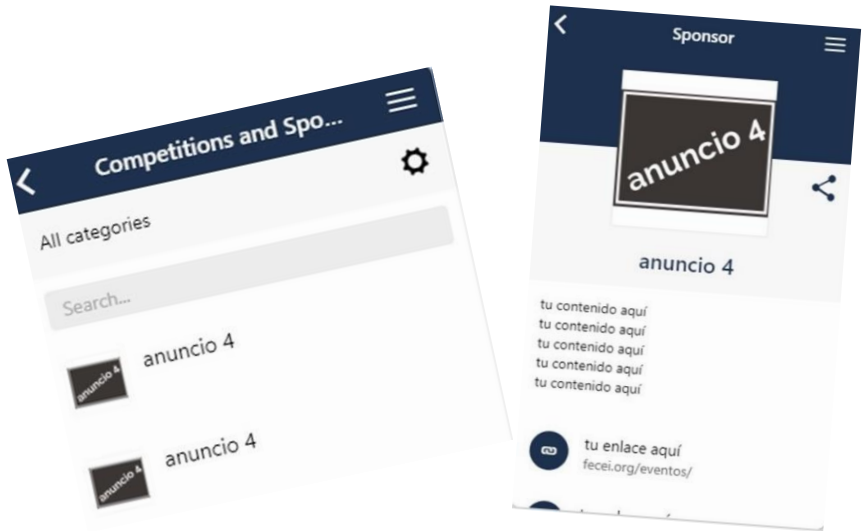 Competitions and Spo...
All categories
Search...
anuncio 4
anuncio 4
anuncio 4
anuncio 4
Sponsor
anuncio 4
anuncio 4
tu contenido aquí
tu contenido aquí
tu contenido aquí
tu contenido aquí
tu contenido aquí
tu enlace aquí
fecei.org/eventos/